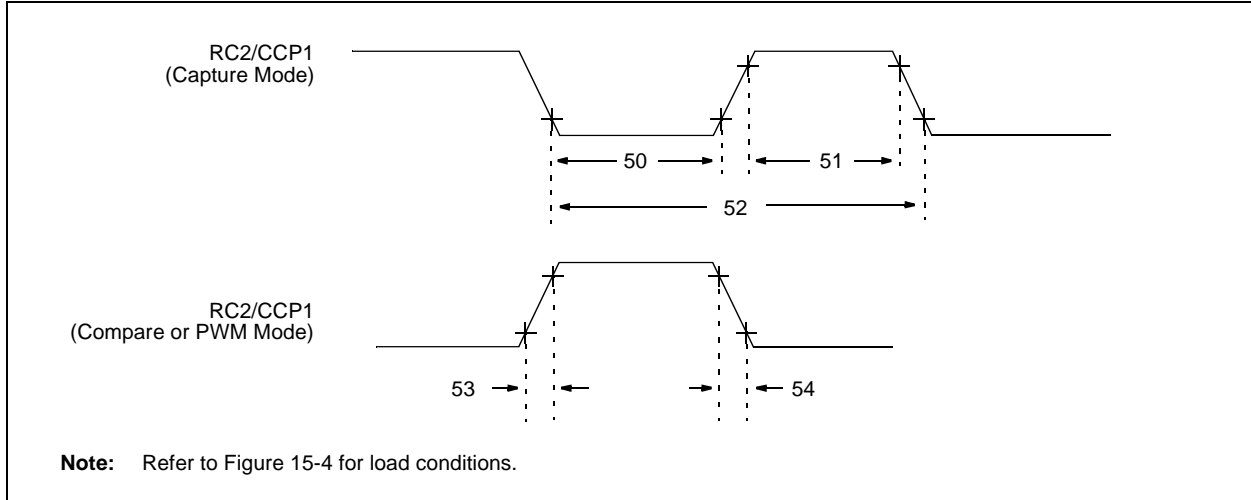 RC2/CCP1
(Capture Mode)
50
51
52
RC2/CCP1
(Compare or PWM Mode)
53
54
Note: Refer to Figure 15-4 for load conditions.